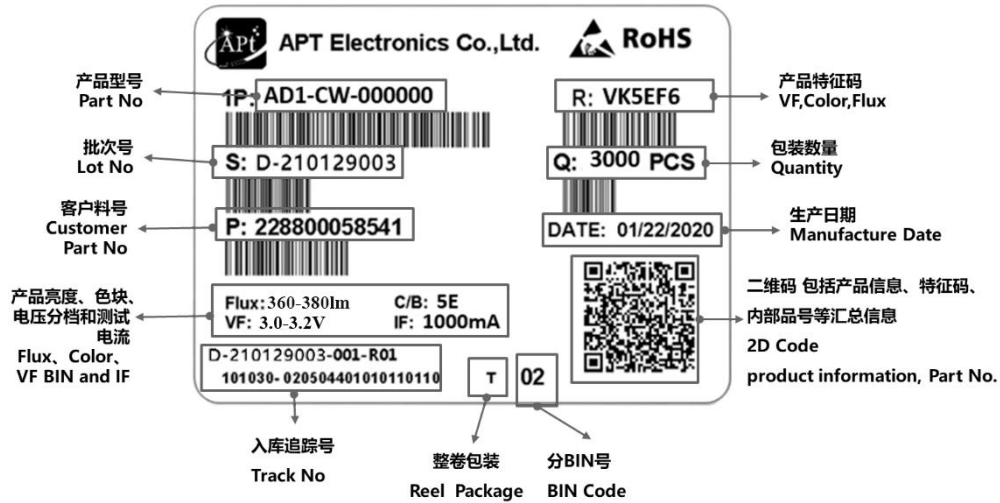 APT
APT Electronics Co.,Ltd.
RoHS
产品型号
Part No
1P: AD1-CW-000000
R: VK5EF6
产品特征码
VF,Color,Flux
批次号
Lot No
S: D-210129003
Q: 3000 PCS
包装数量
Quantity
客户料号
Customer
Part No
P: 228800058541
DATE: 01/22/2020
生产日期
Manufacture Date
产品亮度、色块、
电压分档和测试
电流
Flux、Color、
VF BIN and IF
Flux:360-380lm C/B: 5E
VF: 3.0-3.2V IF: 1000mA
D-210129003-001-R01
101030-020504401010110110
T
02
二维码 包括产品信息、特征码、
内部品号等汇总信息
2D Code
product information, Part No.
入库追踪号
Track No
整卷包装
Reel Package
分BIN号
BIN Code